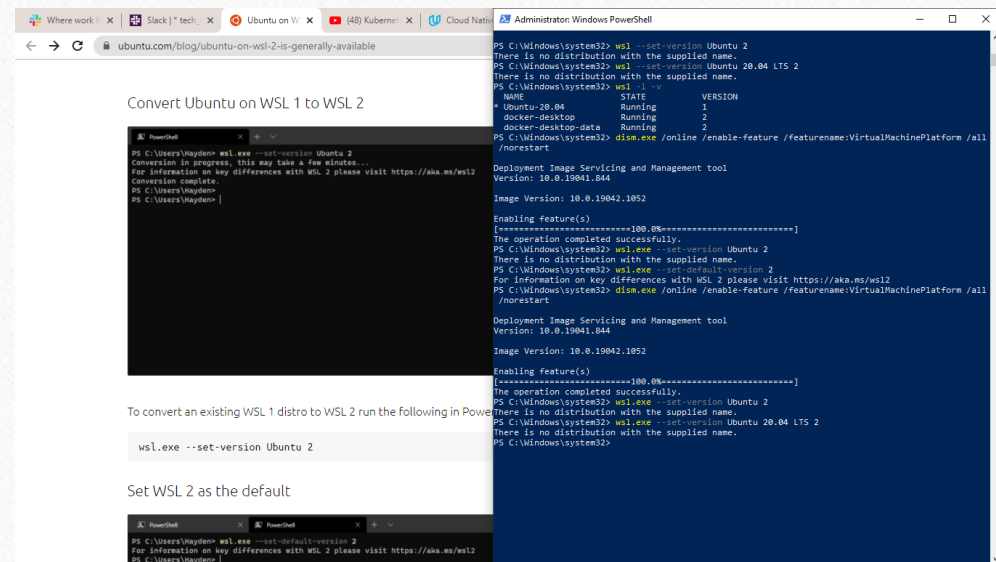 Where work i
Slack | * tech_
Ubuntu on W
(48) Kubernet
Cloud Nativ
ubuntu.com/blog/ubuntu-on-wsl-2-is-generally-available
Convert Ubuntu on WSL 1 to WSL 2
PowerShell
PS C:\Users\Hayden> wsl.exe --set-version Ubuntu 2
Conversion in progress, this may take a few minutes...
For information on key differences with WSL 2 please visit https://aka.ms/wsl2
Conversion complete.
PS C:\Users\Hayden>
PS C:\Users\Hayden>
To convert an existing WSL 1 distro to WSL 2 run the following in Power
wsl.exe --set-version Ubuntu 2
Set WSL 2 as the default
PowerShell
PowerShell
PS C:\Users\Hayden> wsl.exe --set-default-version 2
For information on key differences with WSL 2 please visit https://aka.ms/wsl2
PS C:\Users\Hayden>
Administrator: Windows PowerShell
PS C:\Windows\system32> wsl --set-version Ubuntu 2
There is no distribution with the supplied name.
PS C:\Windows\system32> wsl --set-version Ubuntu 20.04 LTS 2
There is no distribution with the supplied name.
PS C:\Windows\system32> wsl -l -v
NAME STATE VERSION
* Ubuntu-20.04 Running 1
docker-desktop Running 2
docker-desktop-data Running 2
PS C:\Windows\system32> dism.exe /online /enable-feature /featurename:VirtualMachinePlatform /all
/norestart
Deployment Image Servicing and Management tool
Version: 10.0.19041.844
Image Version: 10.0.19042.1052
Enabling feature(s)
[==========================100.0%==========================]
The operation completed successfully.
PS C:\Windows\system32> wsl.exe --set-version Ubuntu 2
There is no distribution with the supplied name.
PS C:\Windows\system32> wsl.exe --set-default-version 2
For information on key differences with WSL 2 please visit https://aka.ms/wsl2
PS C:\Windows\system32> dism.exe /online /enable-feature /featurename:VirtualMachinePlatform /all
/norestart
Deployment Image Servicing and Management tool
Version: 10.0.19041.844
Image Version: 10.0.19042.1052
Enabling feature(s)
[==========================100.0%==========================]
The operation completed successfully.
PS C:\Windows\system32> wsl.exe --set-version Ubuntu 2
There is no distribution with the supplied name.
PS C:\Windows\system32> wsl.exe --set-version Ubuntu 20.04 LTS 2
There is no distribution with the supplied name.
PS C:\Windows\system32>